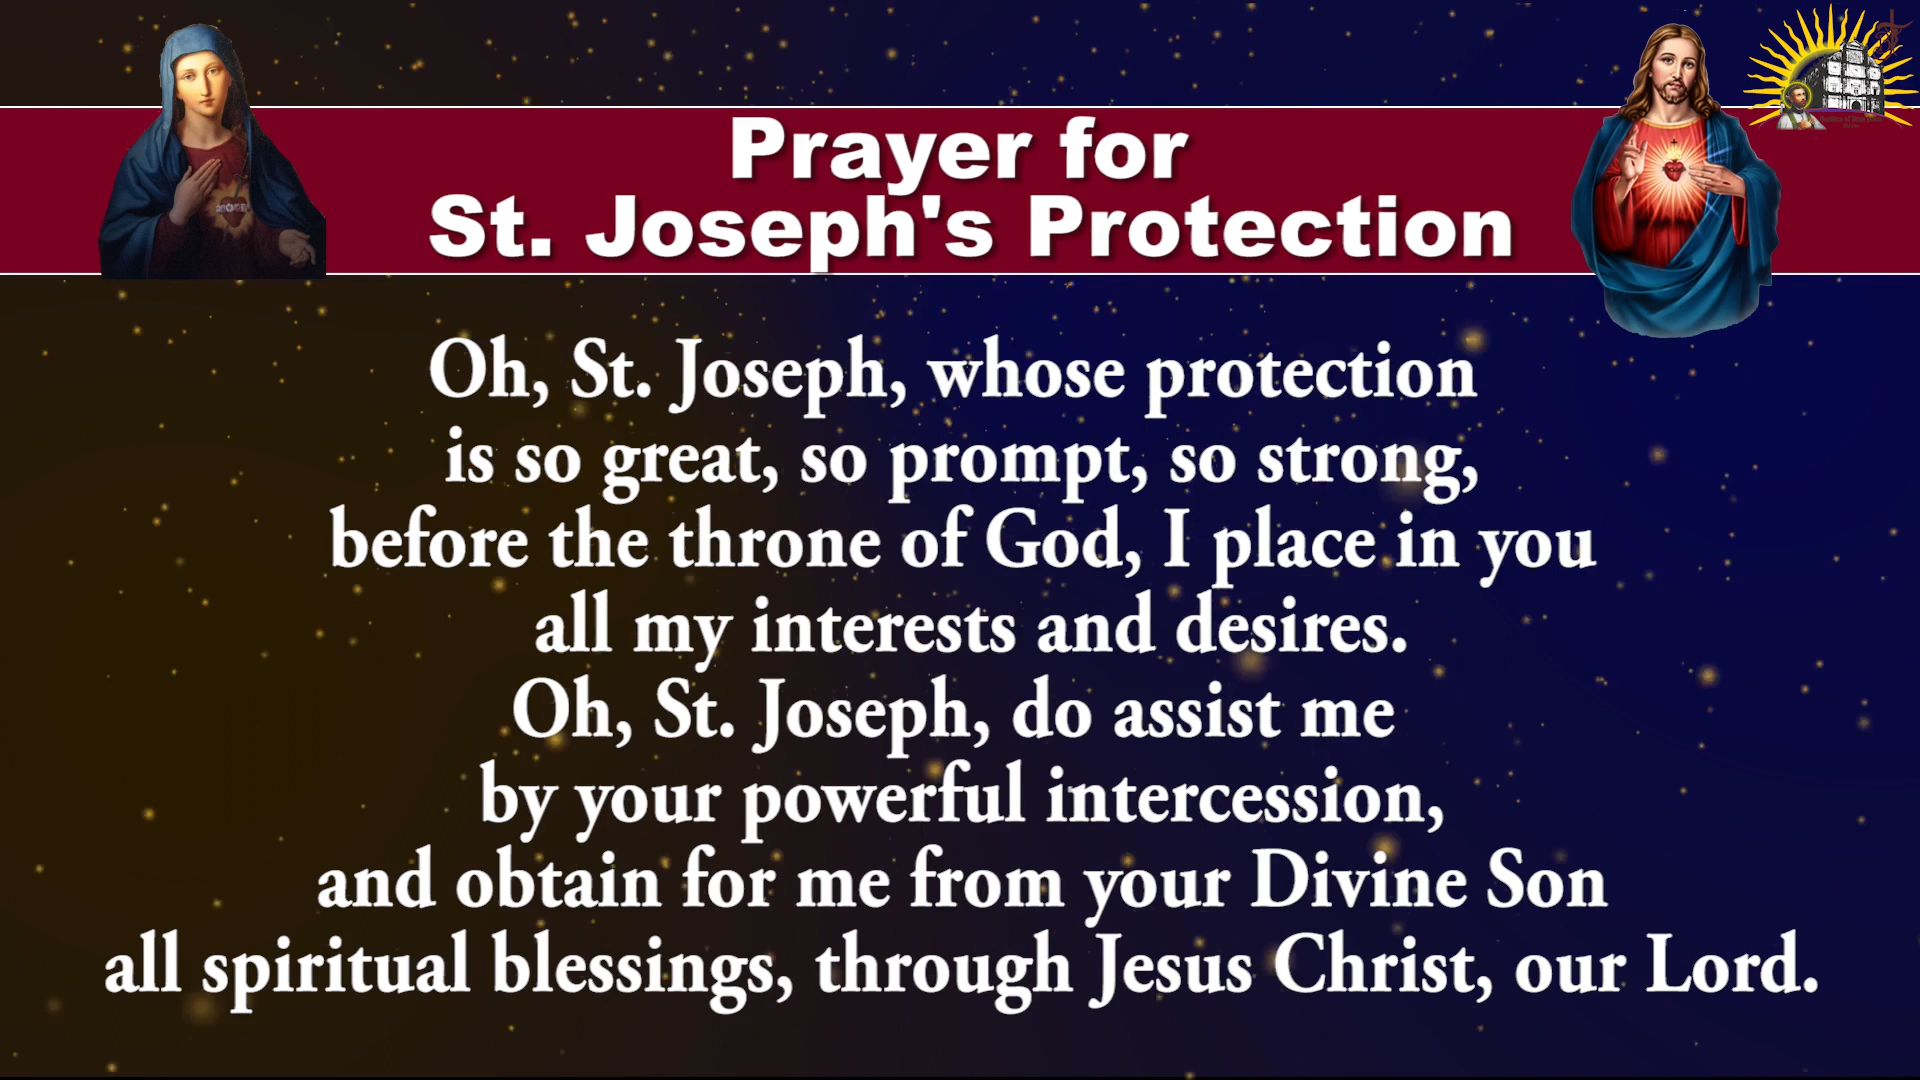 Prayer for
St. Joseph's Protection
Oh, St. Joseph, whose protection
is so great, so prompt, so strong,
before the throne of God, I place in you
all my interests and desires.
Oh, St. Joseph, do assist me
by your powerful intercession,
and obtain for me from your Divine Son
all spiritual blessings, through Jesus Christ, our Lord.